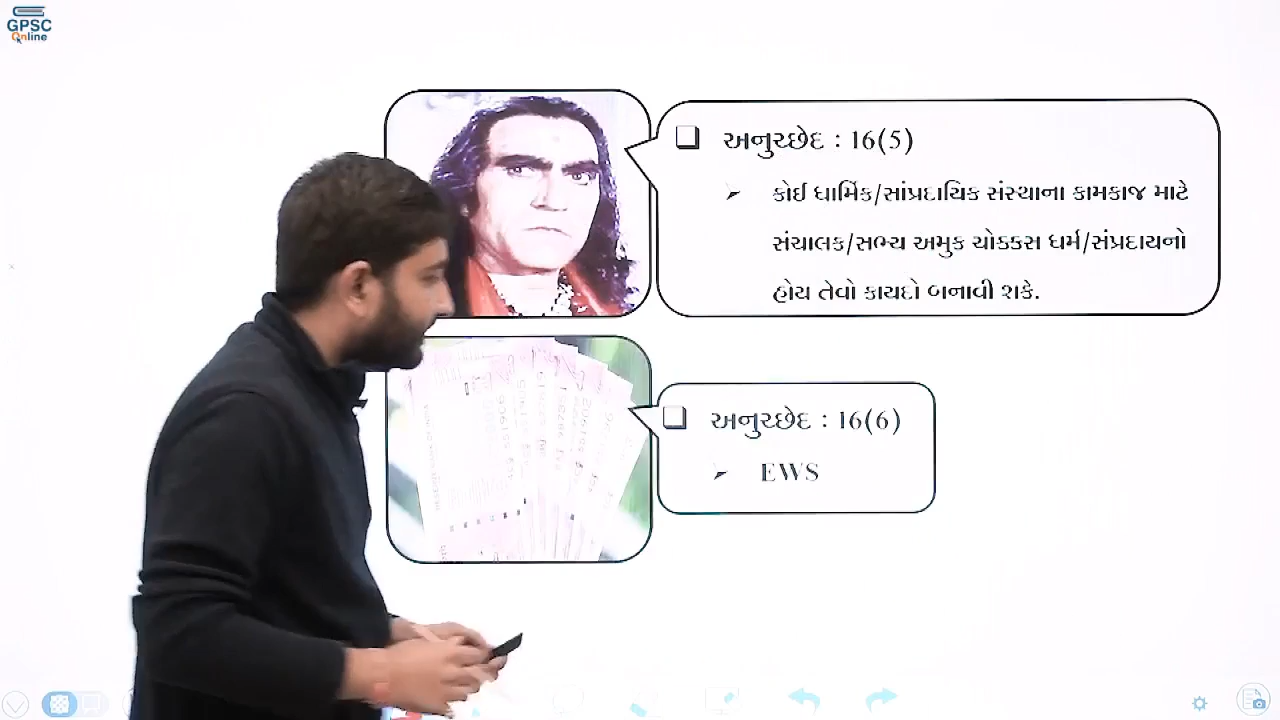 GPSC
Online
અનુચ્છેદ : 16(5)
કોઈ ધાર્મિક/સાંપ્રદાયિક સંસ્થાના કામકાજ માટે
સંચાલક/સભ્ય અમુક ચોક્કસ ધર્મ/સંપ્રદાયનો
હોય તેવો કાયદો બનાવી શકે.
અનુચ્છેદ : 16(6)
EWS